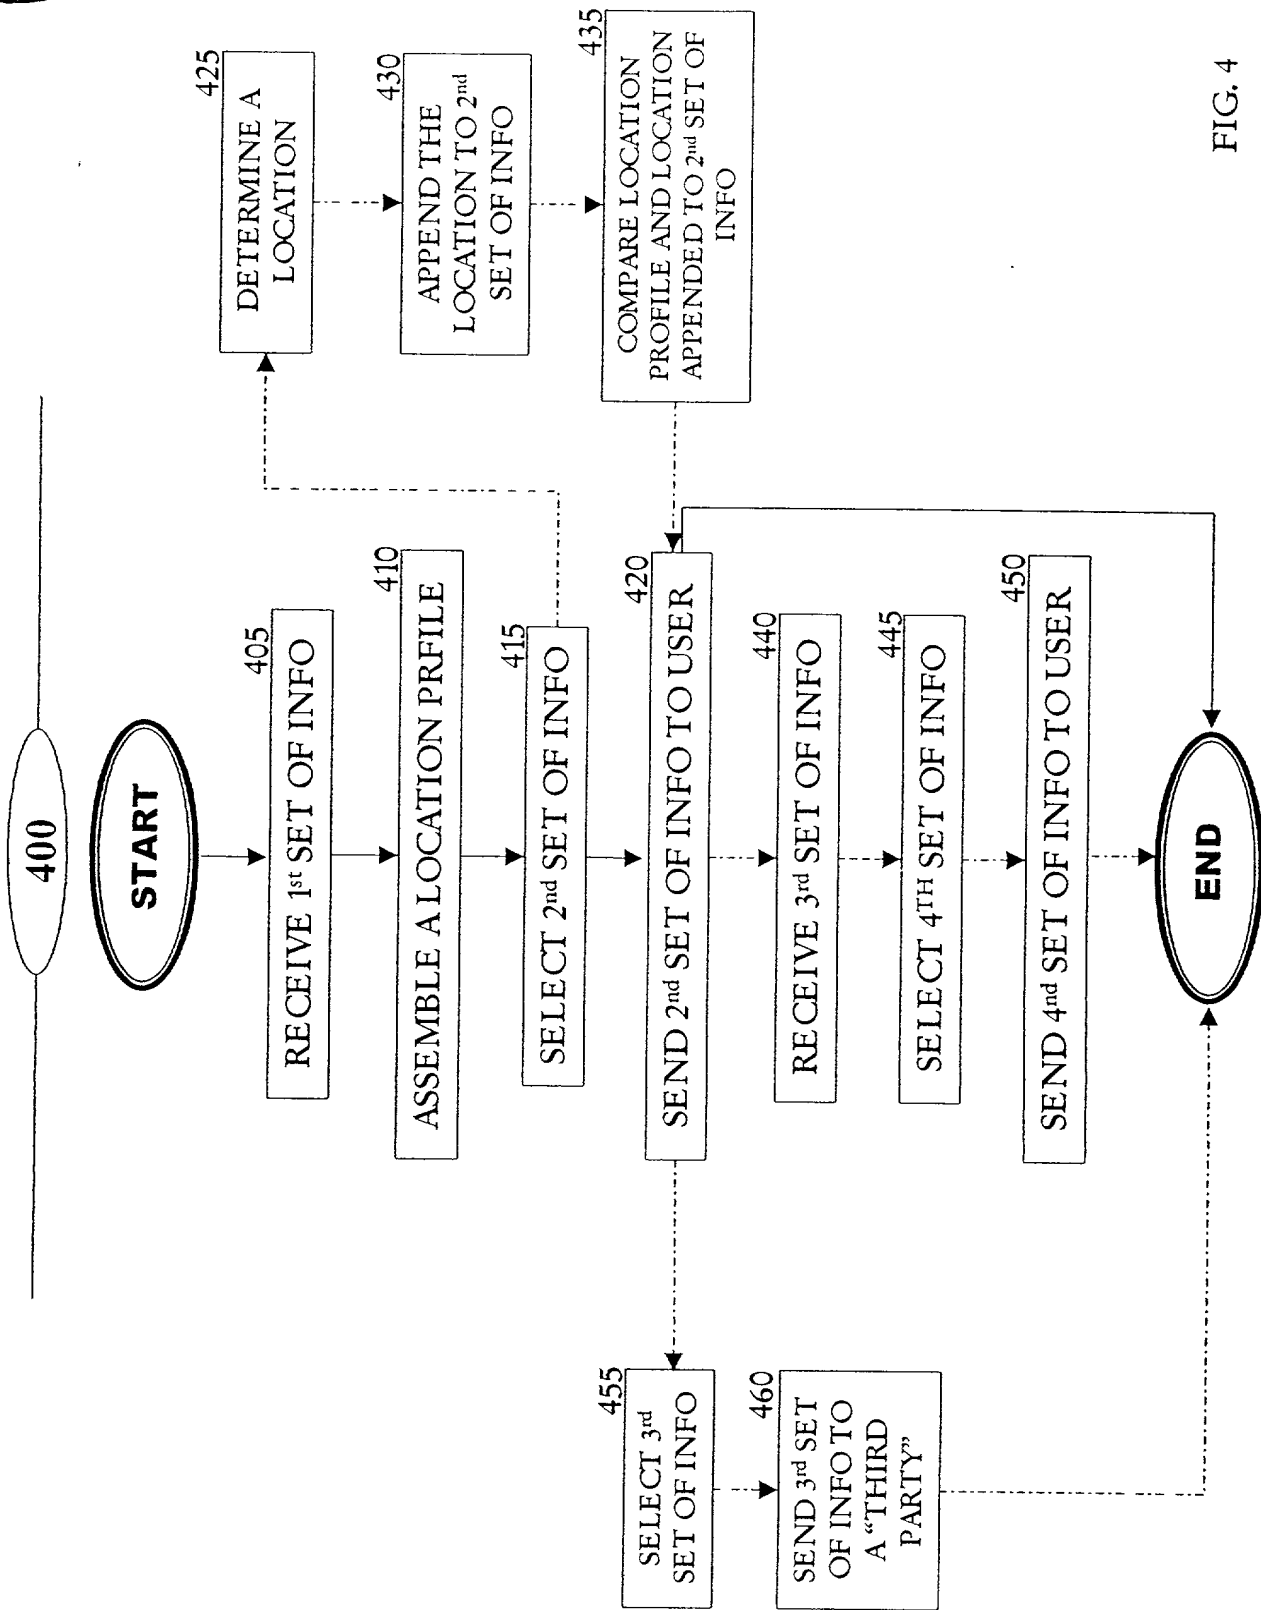 400
START
405
RECEIVE 1st SET OF INFO
410
ASSEMBLE A LOCATION PRFILE
415
SELECT 2nd SET OF INFO
420
SEND 2nd SET OF INFO TO USER
425
DETERMINE A
LOCATION
430
APPEND THE
LOCATION TO 2nd
SET OF INFO
435
COMPARE LOCATION
PROFILE AND LOCATION
APPENDED TO 2nd SET OF
INFO
440
RECEIVE 3rd SET OF INFO
445
SELECT 4TH SET OF INFO
450
SEND 4nd SET OF INFO TO USER
455
SELECT 3rd
SET OF INFO
460
SEND 3rd SET
OF INFO TO
A “THIRD
PARTY”
END
FIG. 4